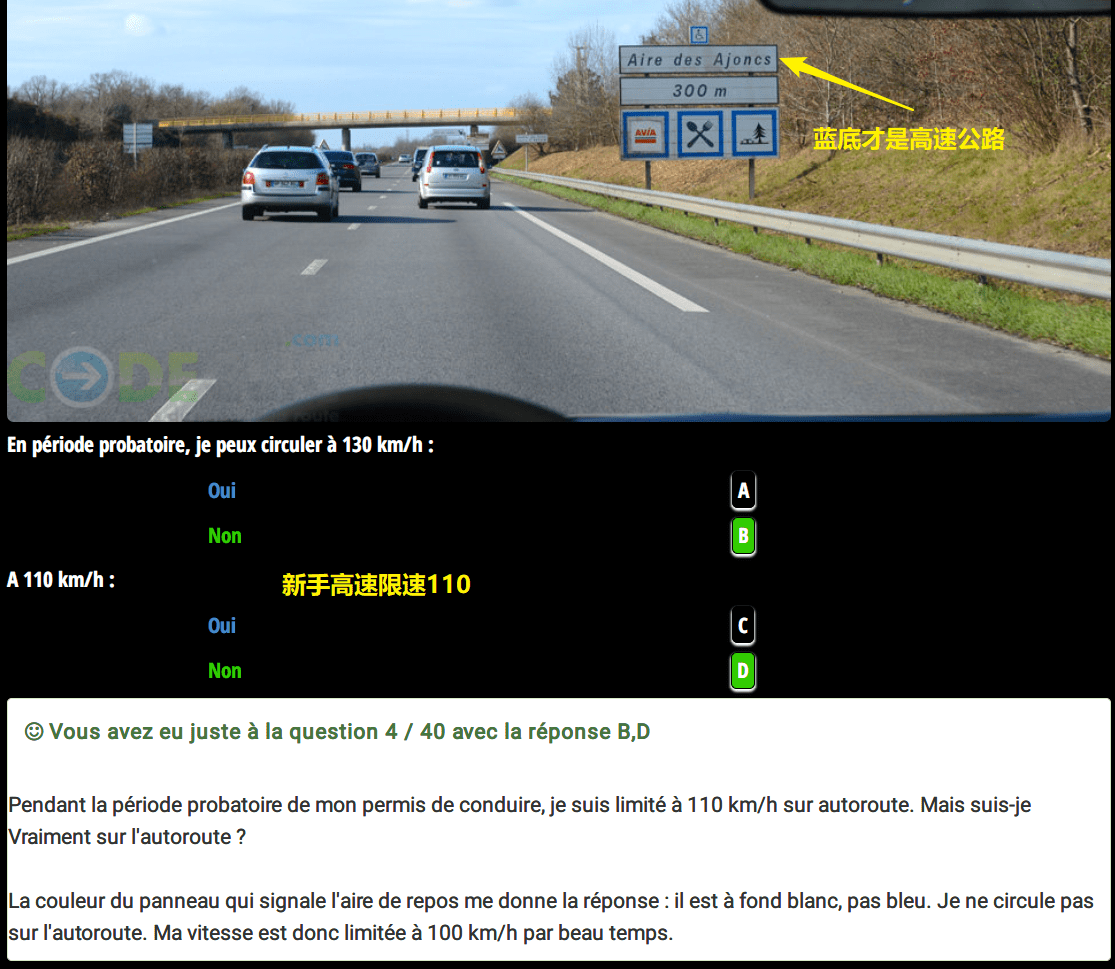 Aire des Ajoncs
300 m
AVIA
蓝底才是高速公路
CODE
En période probatoire, je peux circuler à 130 km/h :
Oui A
Non B
A 110 km/h :
新手高速限速110
Oui C
Non D
Vous avez eu juste à la question 4 / 40 avec la réponse B,D
Pendant la période probatoire de mon permis de conduire, je suis limité à 110 km/h sur autoroute. Mais suis-je
Vraiment sur l'autoroute ?
La couleur du panneau qui signale l'aire de repos me donne la réponse : il est à fond blanc, pas bleu. Je ne circule pas
sur l'autoroute. Ma vitesse est donc limitée à 100 km/h par beau temps.